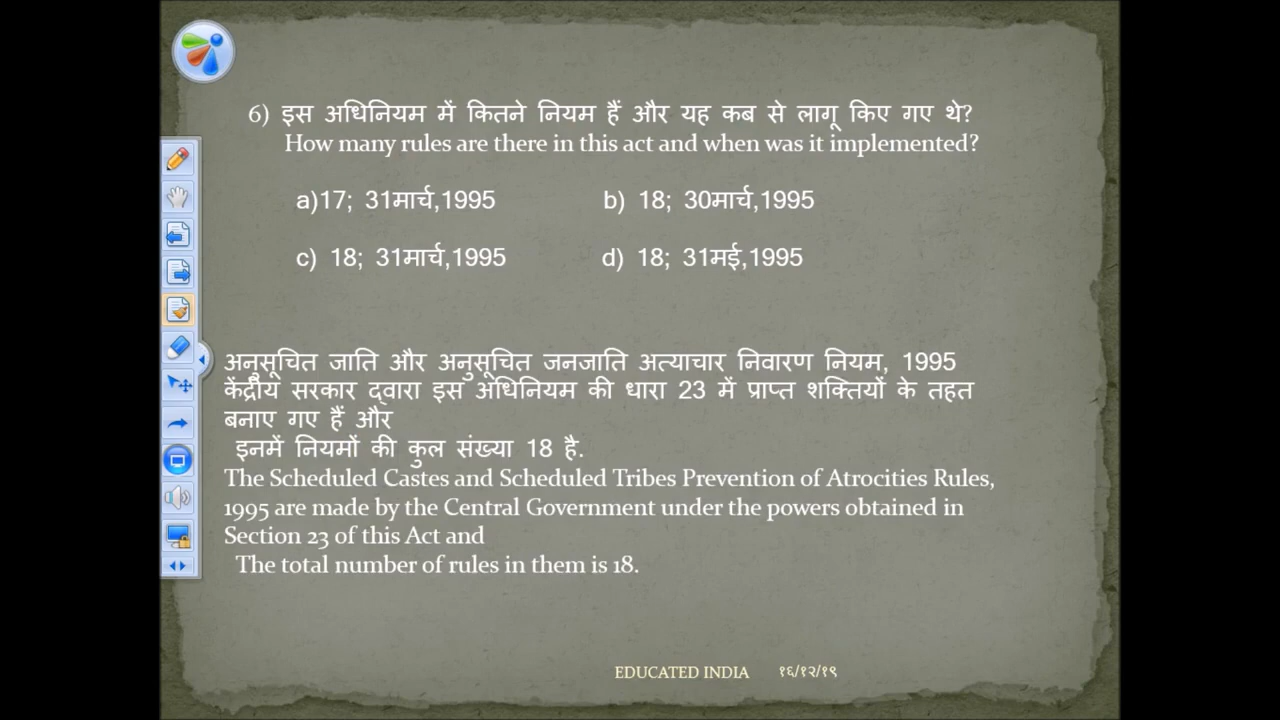 6) इस अधिनियम में कितने नियम हैं और यह कब से लागू किए गए थे?
How many rules are there in this act and when was it implemented?
a)17; 31मार्च,1995 b) 18; 30मार्च,1995
c) 18; 31मार्च,1995 d) 18; 31मई,1995
अनुसूचित जाति और अनुसूचित जनजाति अत्याचार निवारण नियम, 1995
केंद्रीय सरकार द्वारा इस अधिनियम की धारा 23 में प्राप्त शक्तियों के तहत
बनाए गए हैं और
इनमें नियमों की कुल संख्या 18 है.
The Scheduled Castes and Scheduled Tribes Prevention of Atrocities Rules,
1995 are made by the Central Government under the powers obtained in
Section 23 of this Act and
The total number of rules in them is 18.
EDUCATED INDIA १६/१२/१९